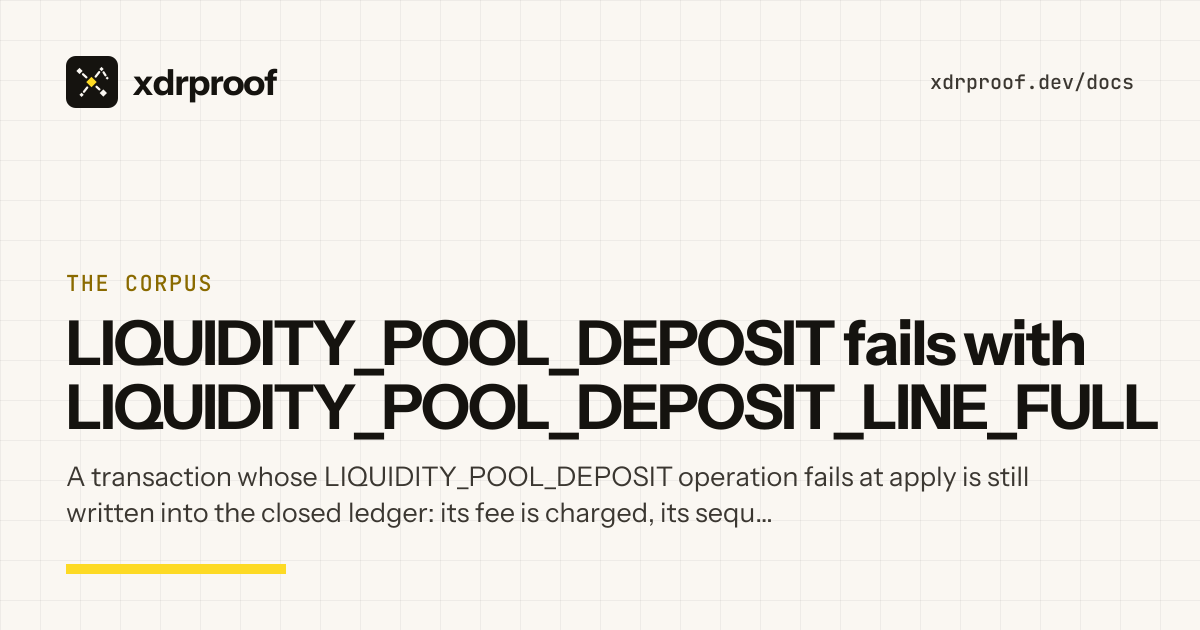 xdrproof
xdrproof.dev/docs
THE CORPUS
LIQUIDITY_POOL_DEPOSIT fails with
LIQUIDITY_POOL_DEPOSIT_LINE_FULL
A transaction whose LIQUIDITY_POOL_DEPOSIT operation fails at apply is still
written into the closed ledger: its fee is charged, its sequ...